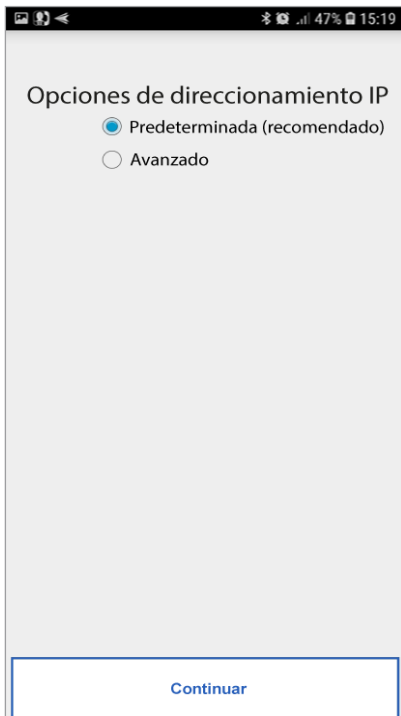 47% 15:19
Opciones de direccionamiento IP
Predeterminada (recomendado)
Avanzado
Continuar